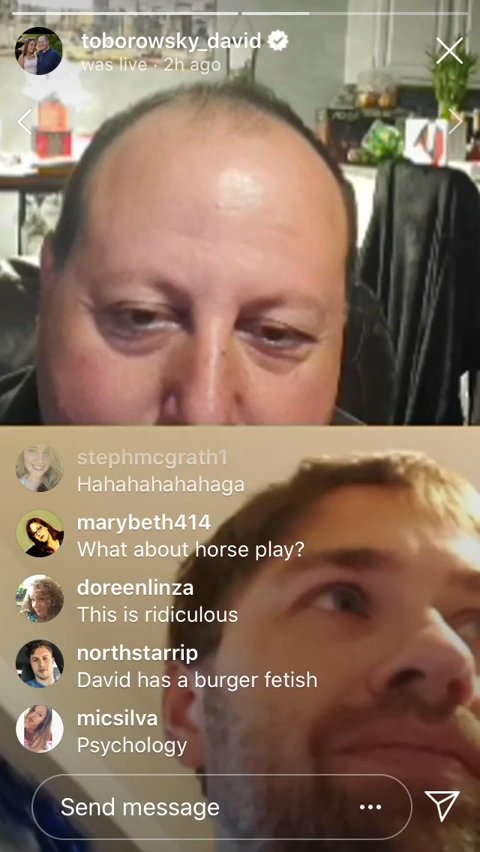 toborowsky_david
was live · 2h ago
stephmcgrath1
Hahahahahahaga
marybeth414
What about horse play?
doreenlinza
This is ridiculous
northstarrip
David has a burger fetish
micsilva
Psychology
Send message